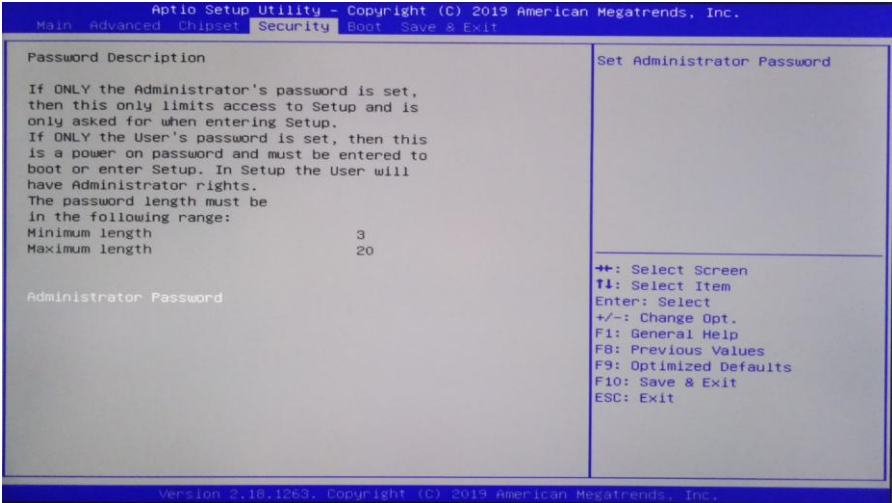 Aptio Setup Utility – Copyright (C) 2019 American Megatrends, Inc.
Main Advanced Chipset Security Boot Save & Exit
Password Description
If ONLY the Administrator's password is set,
then this only limits access to Setup and is
only asked for when entering Setup.
If ONLY the User's password is set, then this
is a power on password and must be entered to
boot or enter Setup. In Setup the User will
have Administrator rights.
The password length must be
in the following range:
Minimum length 3
Maximum length 20
Administrator Password
Set Administrator Password
→←: Select Screen
↑↓: Select Item
Enter: Select
+/-: Change Opt.
F1: General Help
F8: Previous Values
F9: Optimized Defaults
F10: Save & Exit
ESC: Exit
Version 2.18.1263. Copyright (C) 2019 American Megatrends, Inc.